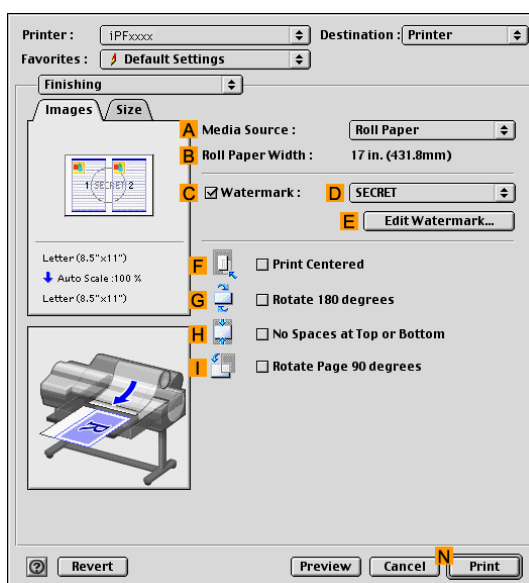 Printer : iPFxxxx Destination : Printer
Favorites : Default Settings
Finishing
Images Size
A Media Source : Roll Paper
B Roll Paper Width : 17 in. (431.8mm)
1 SECRET 2
C Watermark : D SECRET
E Edit Watermark...
Letter (8.5"x11")
Auto Scale :100 %
Letter (8.5"x11")
F Print Centered
G Rotate 180 degrees
H No Spaces at Top or Bottom
I Rotate Page 90 degrees
R
N
? Revert Preview Cancel Print